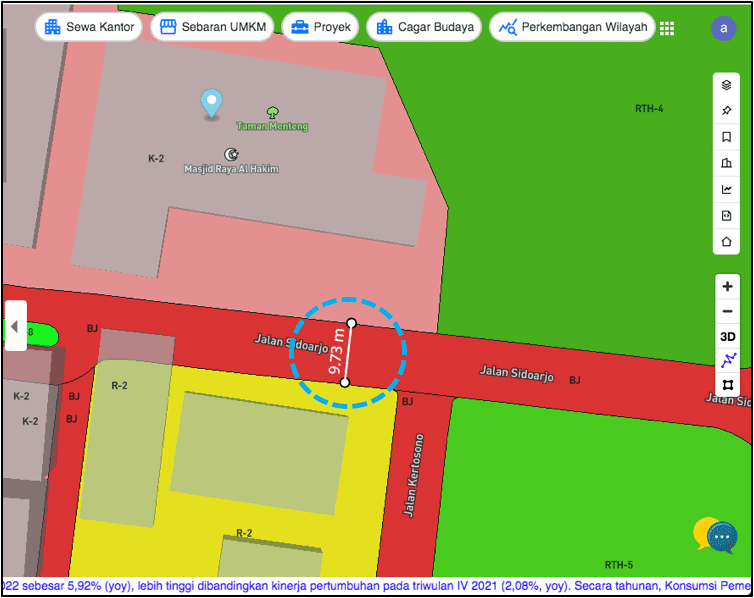 Sewa Kantor
Sebaran UMKM
Proyek
Cagar Budaya
Perkembangan Wilayah
a
RTH-4
Taman Menteng
K-2
Masjid Raya Al Hakim
8
BJ
Jalan Sidoarjo
9.73 m
3D
Jalan Sidoarjo
BJ
Jalan Sid
R-2
K-2
BJ
BJ
K-2
BJ
Jalan Kertosono
R-2
RTH-5
022 sebesar 5,92% (yoy), lebih tinggi dibandingkan kinerja pertumbuhan pada triwulan IV 2021 (2,08%, yoy). Secara tahunan, Konsumsi Peme